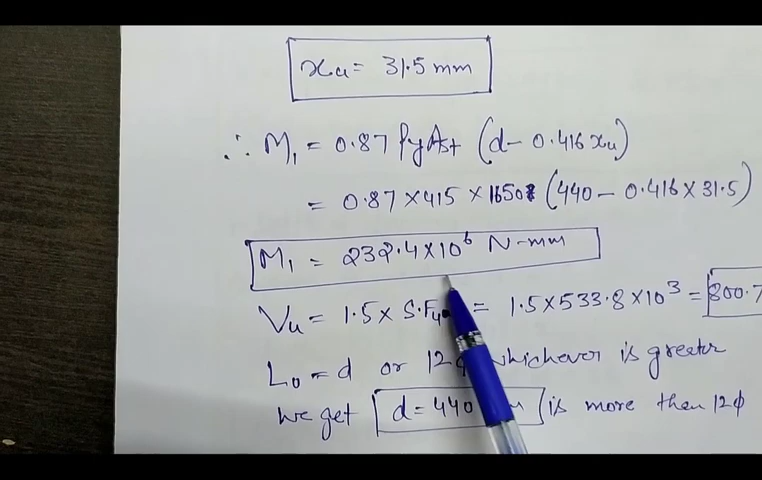 xu = 31.5 mm
∴ M1 = 0.87 fy Ast (d - 0.416 xu)
= 0.87 × 415 × 1650 × (440 - 0.416 × 31.5)
M1 = 232.4 × 10^6 N-mm
Vu = 1.5 × S.F = 1.5 × 533.8 × 10^3 = 800.7
L0 = d or 12ϕ whichever is greater
we get d = 440 is more then 12ϕ